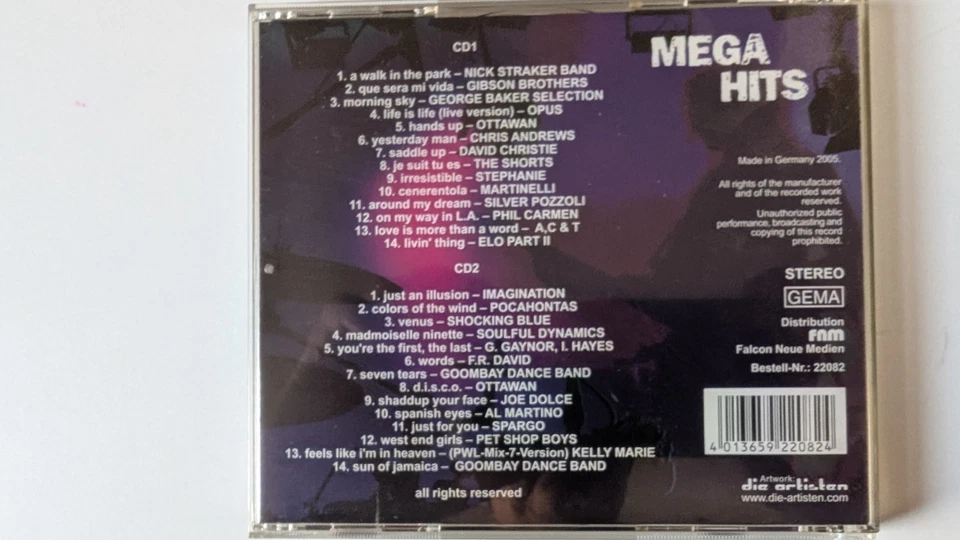 CD1
1. a walk in the park – NICK STRAKER BAND
2. que sera mi vida – GIBSON BROTHERS
3. morning sky – GEORGE BAKER SELECTION
4. life is life (live version) – OPUS
5. hands up – OTTAWAN
6. yesterday man – CHRIS ANDREWS
7. saddle up – DAVID CHRISTIE
8. je suit tu es – THE SHORTS
9. irresistible – STEPHANIE
10. cenerentola – MARTINELLI
11. around my dream – SILVER POZZOLI
12. on my way in L.A. – PHIL CARMEN
13. love is more than a word – A,C & T
14. livin' thing – ELO PART II
CD2
1. just an illusion – IMAGINATION
2. colors of the wind – POCAHONTAS
3. venus – SHOCKING BLUE
4. madmoiselle ninette – SOULFUL DYNAMICS
5. you're the first, the last – G. GAYNOR, I. HAYES
6. words – F.R. DAVID
7. seven tears – GOOMBAY DANCE BAND
8. d.i.s.c.o. – OTTAWAN
9. shaddup your face – JOE DOLCE
10. spanish eyes – AL MARTINO
11. just for you – SPARGO
12. west end girls – PET SHOP BOYS
13. feels like i'm in heaven – (PWL-Mix-7-Version) KELLY MARIE
14. sun of jamaica – GOOMBAY DANCE BAND
all rights reserved
MEGA
HITS
Made in Germany 2005.
All rights of the manufacturer
and of the recorded work
reserved.
Unauthorized public
performance, broadcasting and
copying of this record
prophibited.
STEREO
GEMA
Distribution
fnm
Falcon Neue Medien
Bestell-Nr.: 22082
4 013659 220824
Artwork:
die artisten
www.die-artisten.com